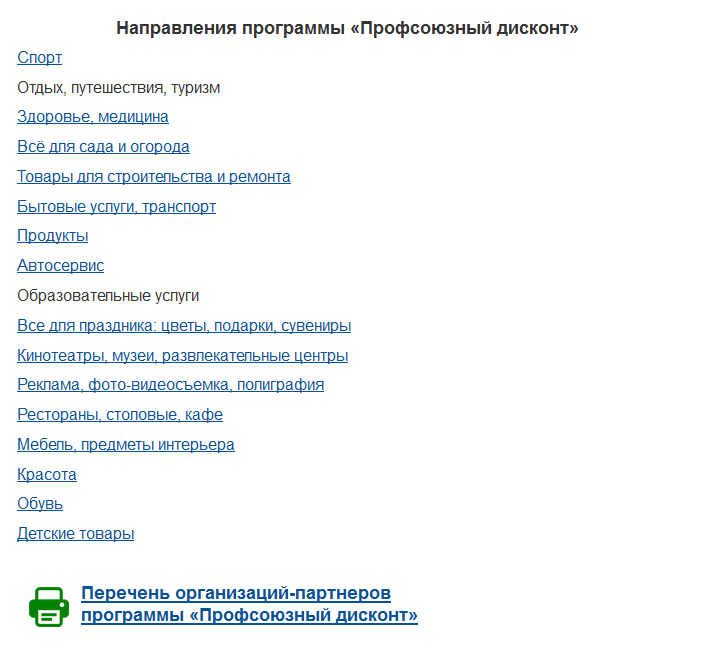 Направления программы «Профсоюзный дисконт»
Спорт
Отдых, путешествия, туризм
Здоровье, медицина
Всё для сада и огорода
Товары для строительства и ремонта
Бытовые услуги, транспорт
Продукты
Автосервис
Образовательные услуги
Все для праздника: цветы, подарки, сувениры
Кинотеатры, музеи, развлекательные центры
Реклама, фото-видеосъемка, полиграфия
Рестораны, столовые, кафе
Мебель, предметы интерьера
Красота
Обувь
Детские товары
Перечень организаций-партнеров
программы «Профсоюзный дисконт»